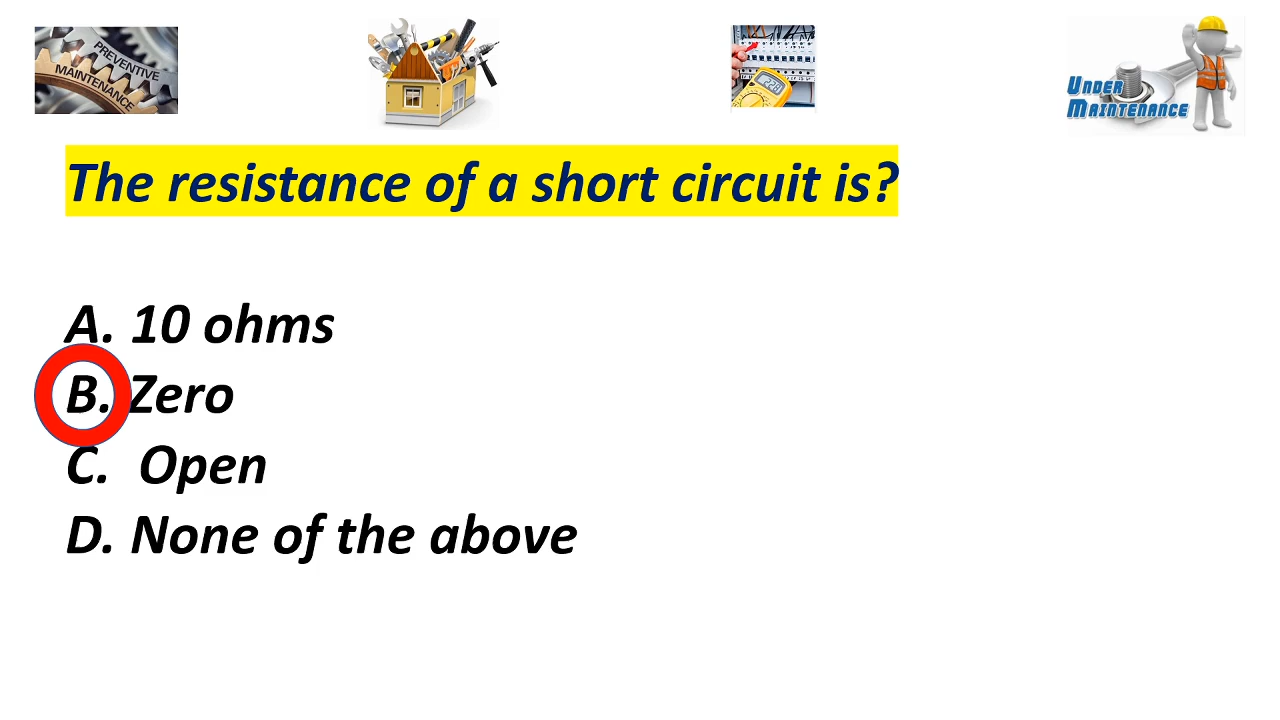 PREVENTIVE
MAINTENANCE
UNDER
MAINTENANCE
The resistance of a short circuit is?
A. 10 ohms
B. Zero
C. Open
D. None of the above